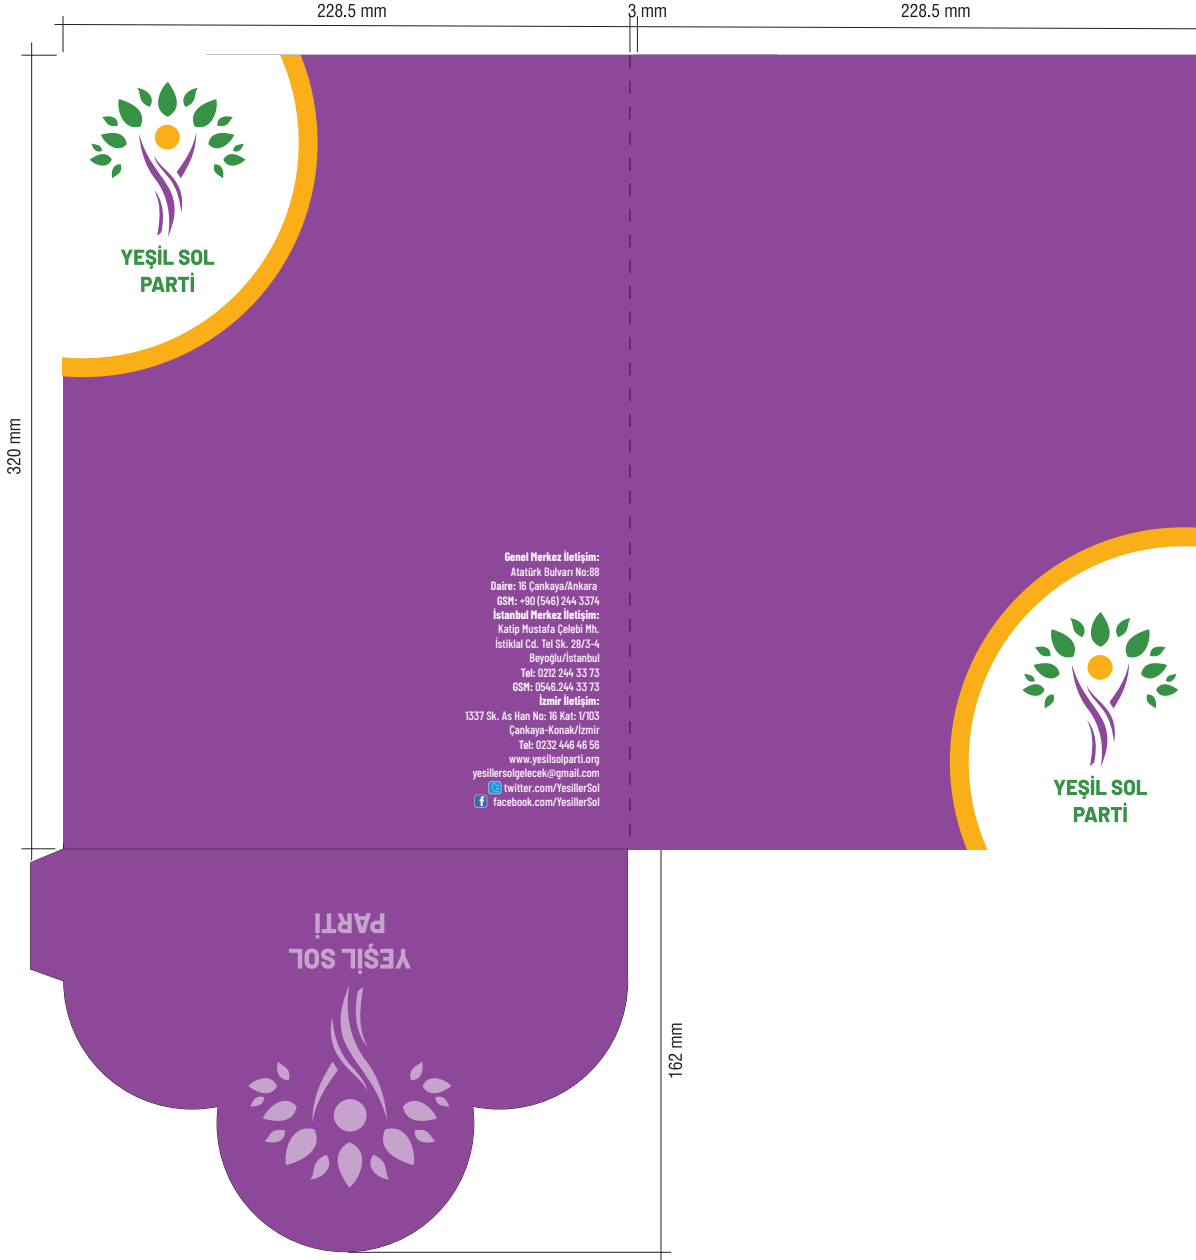 228.5 mm
3 mm
228.5 mm
YEŞİL SOL
PARTİ
320 mm
Genel Merkez İletişim:
Atatürk Bulvarı No:88
Daire: 16 Çankaya/Ankara
GSM: +90 (546) 244 3374
İstanbul Merkez İletişim:
Katip Mustafa Çelebi Mh.
İstiklal Cd. Tel Sk. 28/3-4
Beyoğlu/İstanbul
Tel: 0212 244 33 73
GSM: 0546.244 33 73
İzmir İletişim:
1337 Sk. As Han No: 16 Kat: 1/103
Çankaya-Konak/İzmir
Tel: 0232 446 46 56
www.yesilsolparti.org
yesillersolgelecek@gmail.com
twitter.com/YesillerSol
f facebook.com/YesillerSol
YEŞİL SOL
PARTİ
YEŞİL SOL
PARTİ
162 mm